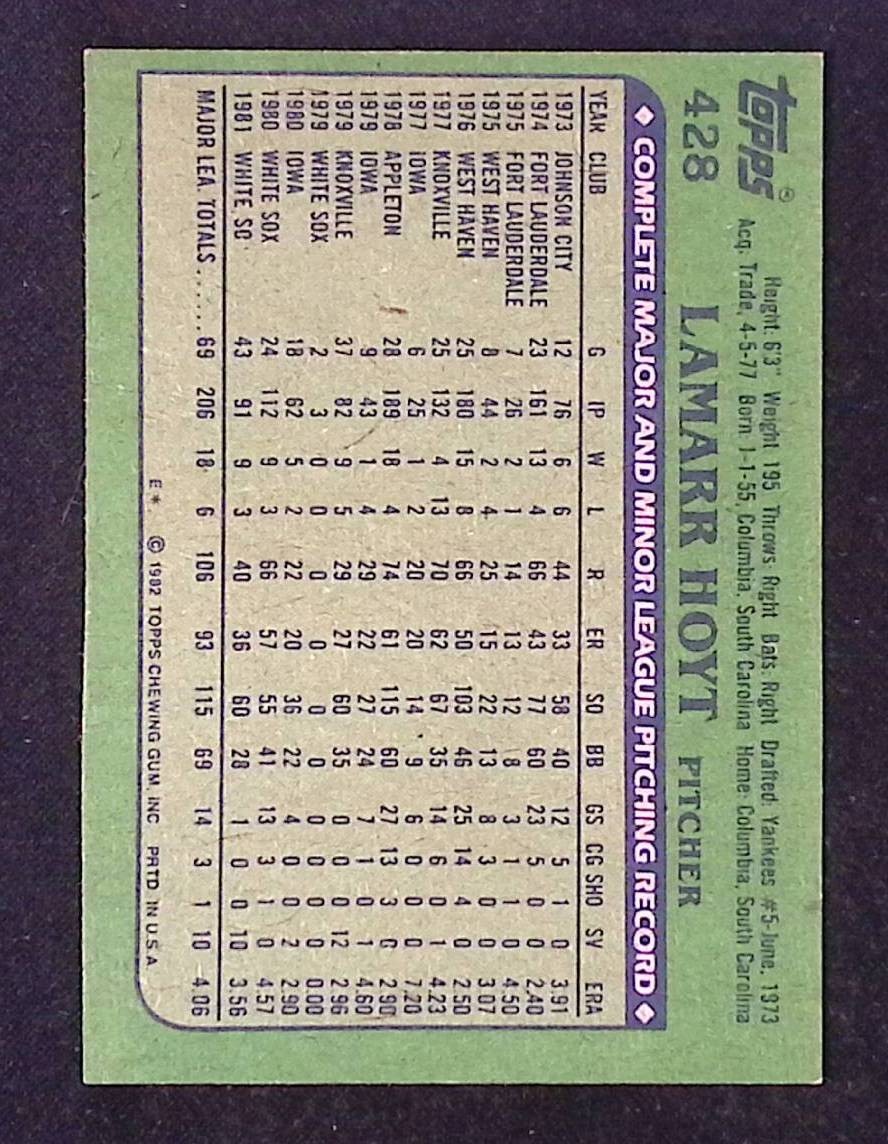 topps®
Height: 6'3" Weight: 195 Throws: Right Bats: Right Drafted: Yankees #5-June, 1973
Acq: Trade, 4-5-77 Born: 1-1-55, Columbia, South Carolina Home: Columbia, South Carolina
428 LAMARR HOYT PITCHER
COMPLETE MAJOR AND MINOR LEAGUE PITCHING RECORD
YEAR CLUB G IP W L R ER SO BB GS CG SHO SV ERA
1973 JOHNSON CITY 12 76 6 6 44 33 58 40 12 5 1 0 3.91
1974 FORT LAUDERDALE 23 161 13 4 66 43 77 60 23 5 0 0 2.40
1975 FORT LAUDERDALE 7 26 2 1 14 13 12 8 3 1 1 0 4.50
1975 WEST HAVEN 8 44 2 4 25 15 22 13 8 3 0 0 3.07
1976 WEST HAVEN 25 180 15 8 66 50 103 46 25 14 4 0 2.50
1977 KNOXVILLE 25 132 4 13 70 62 67 35 14 6 0 1 4.23
1977 IOWA 6 25 1 2 20 20 14 9 6 0 0 0 7.20
1978 APPLETON 28 189 18 4 74 61 115 60 27 13 3 0 2.90
1979 IOWA 9 43 1 4 29 22 27 24 7 1 0 1 4.60
1979 KNOXVILLE 37 82 9 5 29 27 60 35 0 0 0 12 2.96
1979 WHITE SOX 2 3 0 0 0 0 0 0 0 0 0 0 0.00
1980 IOWA 18 62 5 2 22 20 36 22 4 0 0 2 2.90
1980 WHITE SOX 24 112 9 3 66 57 55 41 13 3 1 0 4.57
1981 WHITE SO 43 91 9 3 40 36 60 28 1 0 0 10 3.56
MAJOR LEA. TOTALS...... 69 206 18 6 106 93 115 69 14 3 1 10 4.06
E* © 1982 TOPPS CHEWING GUM, INC. PRTD. IN U.S.A.